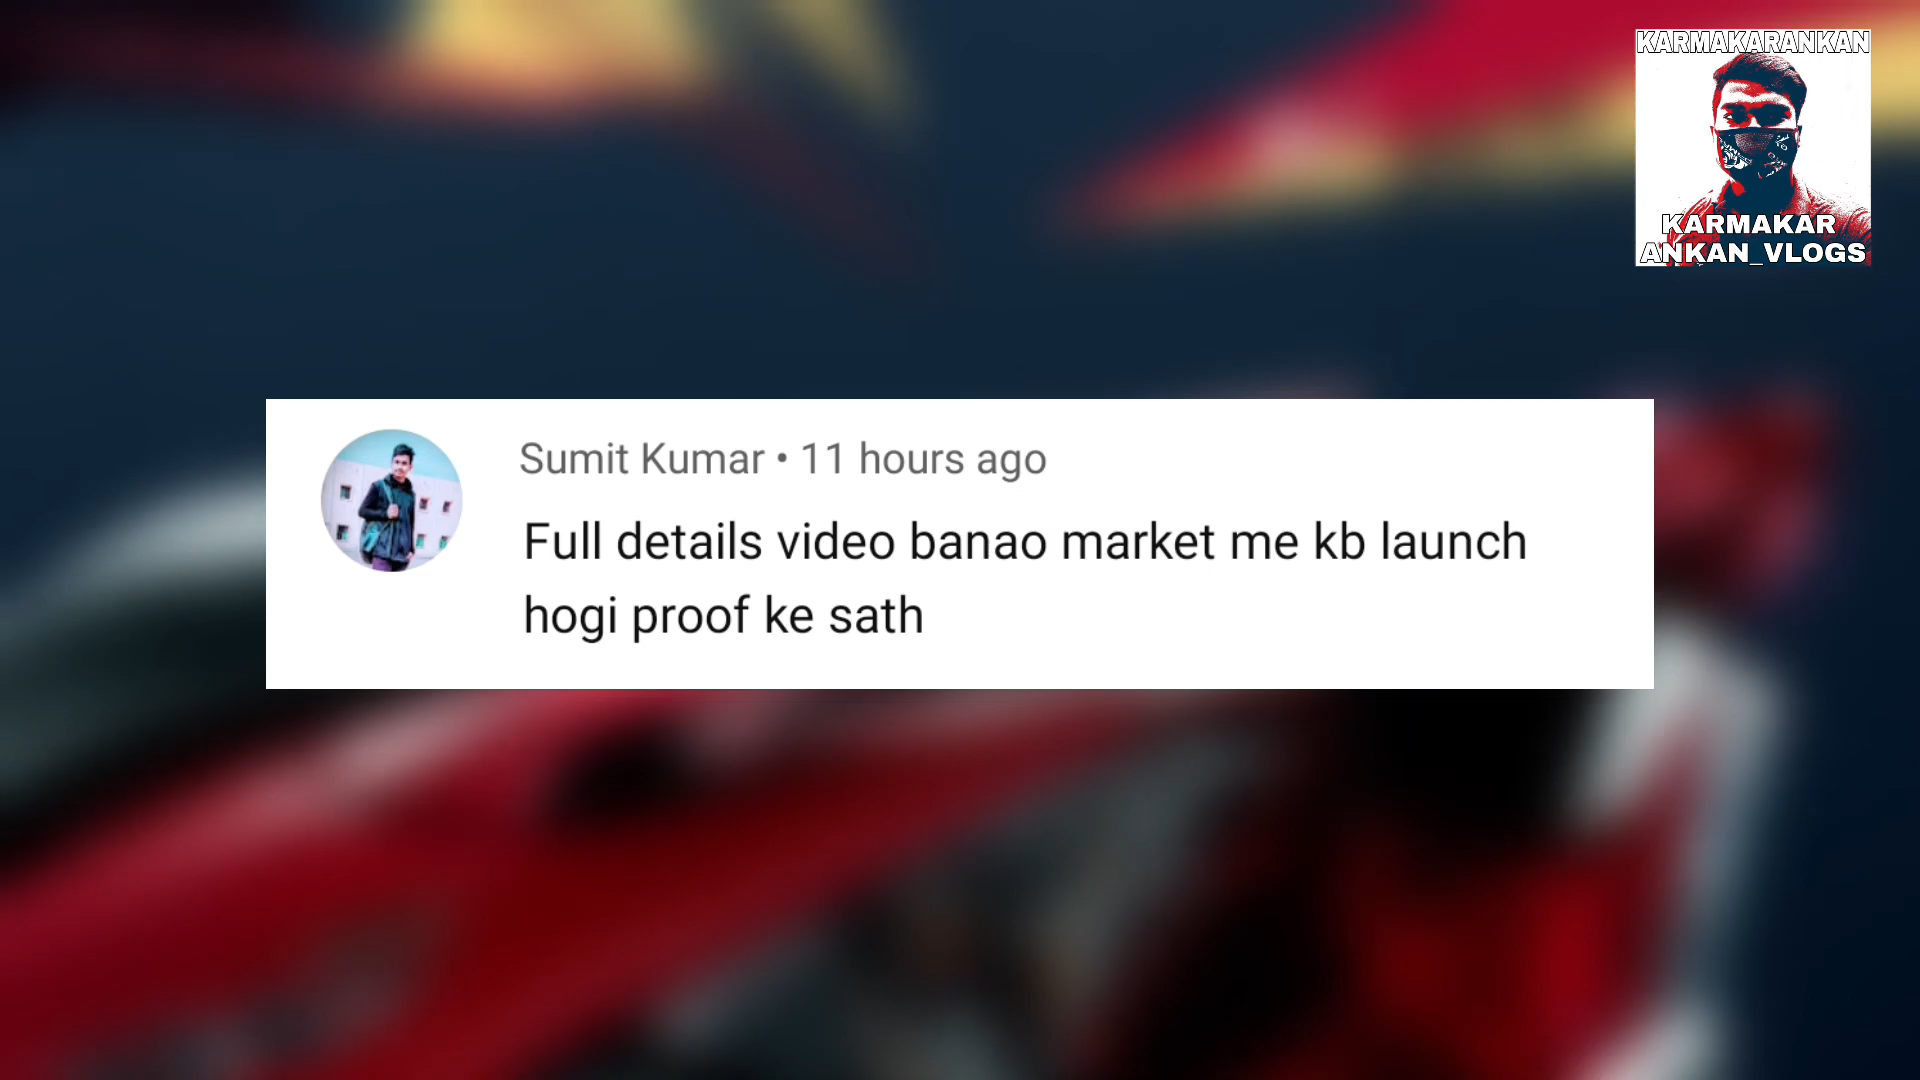 KARMAKARANKAN
KARMAKAR
ANKAN_VLOGS
Sumit Kumar • 11 hours ago
Full details video banao market me kb launch
hogi proof ke sath